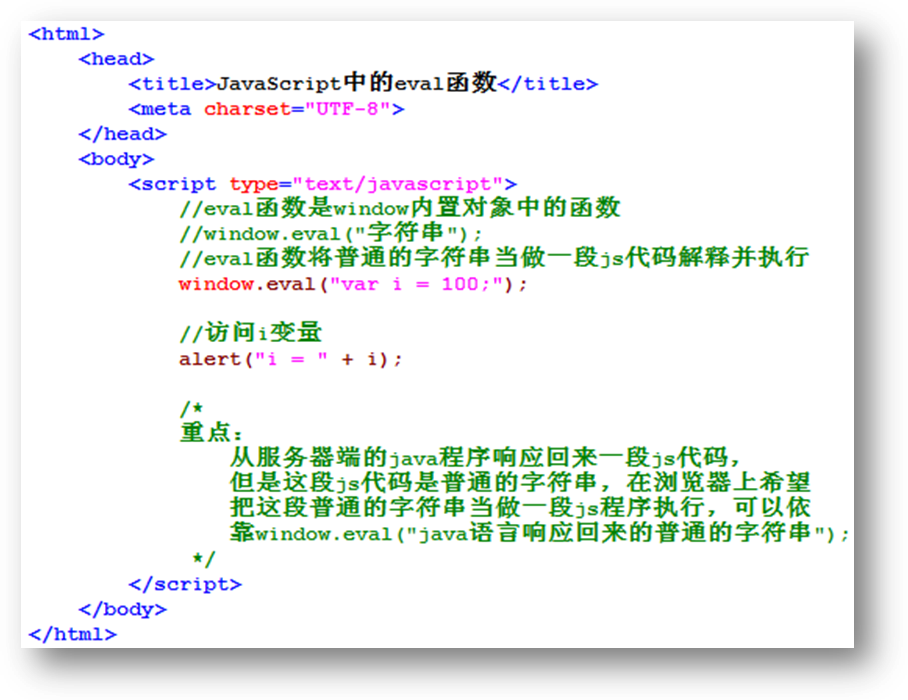 <html>
<head>
<title>JavaScript中的eval函数</title>
<meta charset="UTF-8">
</head>
<body>
<script type="text/javascript">
//eval函数是window内置对象中的函数
//window.eval("字符串");
//eval函数将普通的字符串当做一段js代码解释并执行
window.eval("var i = 100;");
//访问i变量
alert("i = " + i);
/*
重点：
从服务器端的java程序响应回来一段js代码，
但是这段js代码是普通的字符串，在浏览器上希望
把这段普通的字符串当做一段js程序执行，可以依
靠window.eval("java语言响应回来的普通的字符串");
*/
</script>
</body>
</html>